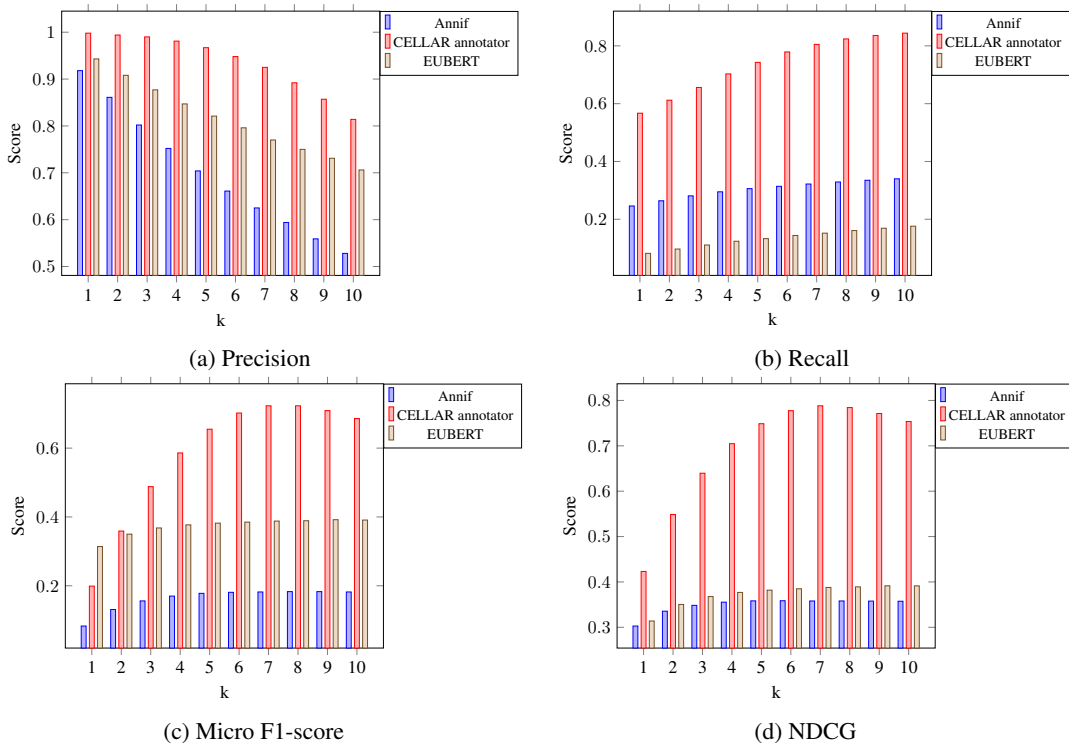 Annif
CELLAR annotator
EUBERT
1
0.9
0.8
0.7
0.6
0.5
Score
1 2 3 4 5 6 7 8 9 10
k
(a) Precision
Annif
CELLAR annotator
EUBERT
0.8
0.6
0.4
0.2
Score
1 2 3 4 5 6 7 8 9 10
k
(b) Recall
Annif
CELLAR annotator
EUBERT
0.6
0.4
0.2
Score
1 2 3 4 5 6 7 8 9 10
k
(c) Micro F1-score
Annif
CELLAR annotator
EUBERT
0.8
0.7
0.6
0.5
0.4
0.3
Score
1 2 3 4 5 6 7 8 9 10
k
(d) NDCG